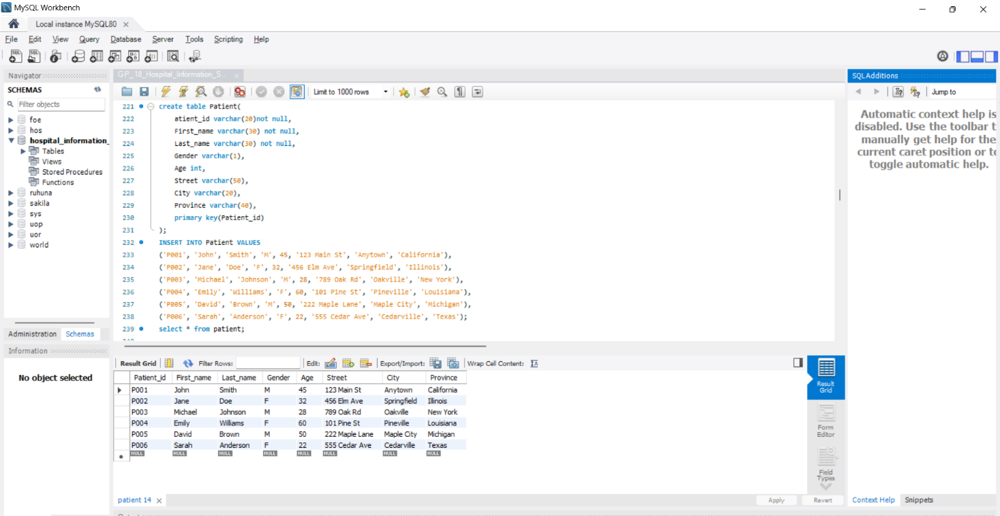 MySQL Workbench
Local instance MySQL80
File Edit View Query Database Server Tools Scripting Help
Navigator
SCHEMAS
Filter objects
foe
hos
hospital_information_
Tables
Views
Stored Procedures
Functions
ruhuna
sakila
sys
uop
uor
world
Administration Schemas
Information
No object selected
GP_18_Hospital_Information_S...
Limit to 1000 rows
221 create table Patient(
222 atient_id varchar(20)not null,
223 First_name varchar(30) not null,
224 Last_name varchar(30) not null,
225 Gender varchar(1),
226 Age int,
227 Street varchar(50),
228 City varchar(20),
229 Province varchar(40),
230 primary key(Patient_id)
231 );
232 INSERT INTO Patient VALUES
233 ('P001', 'John', 'Smith', 'M', 45, '123 Main St', 'Anytown', 'California'),
234 ('P002', 'Jane', 'Doe', 'F', 32, '456 Elm Ave', 'Springfield', 'Illinois'),
235 ('P003', 'Michael', 'Johnson', 'M', 28, '789 Oak Rd', 'Oakville', 'New York'),
236 ('P004', 'Emily', 'Williams', 'F', 60, '101 Pine St', 'Pineville', 'Louisiana'),
237 ('P005', 'David', 'Brown', 'M', 50, '222 Maple Lane', 'Maple City', 'Michigan'),
238 ('P006', 'Sarah', 'Anderson', 'F', 22, '555 Cedar Ave', 'Cedarville', 'Texas');
239 select * from patient;
Result Grid Filter Rows: Edit: Export/Import: Wrap Cell Content:
Patient_id First_name Last_name Gender Age Street City Province
P001 John Smith M 45 123 Main St Anytown California
P002 Jane Doe F 32 456 Elm Ave Springfield Illinois
P003 Michael Johnson M 28 789 Oak Rd Oakville New York
P004 Emily Williams F 60 101 Pine St Pineville Louisiana
P005 David Brown M 50 222 Maple Lane Maple City Michigan
P006 Sarah Anderson F 22 555 Cedar Ave Cedarville Texas
NULL NULL NULL NULL NULL NULL NULL NULL
Result
Grid
Form
Editor
Field
Types
patient 14
Apply Revert
SQLAdditions
Jump to
Automatic context help is
disabled. Use the toolbar t
manually get help for the
current caret position or to
toggle automatic help.
Context Help Snippets